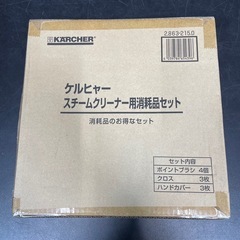 KÄRCHER
2.863-215.0
ケルヒャー
スチームクリーナー用消耗品セット
消耗品のお得なセット
セット内容
ポイントブラシ 4個
クロス 3枚
ハンドカバー 3枚